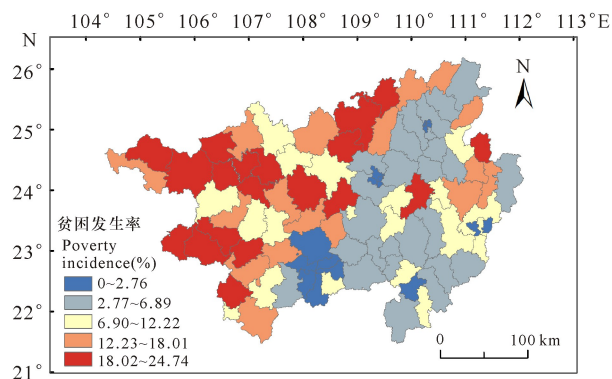 104° 105° 106° 107° 108° 109° 110° 111° 112° 113° E
N
26°
25°
24°
23°
22°
21°
N
贫困发生率
Poverty
incidence(%)
0~2.76
2.77~6.89
6.90~12.22
12.23~18.01
18.02~24.74
0 100 km